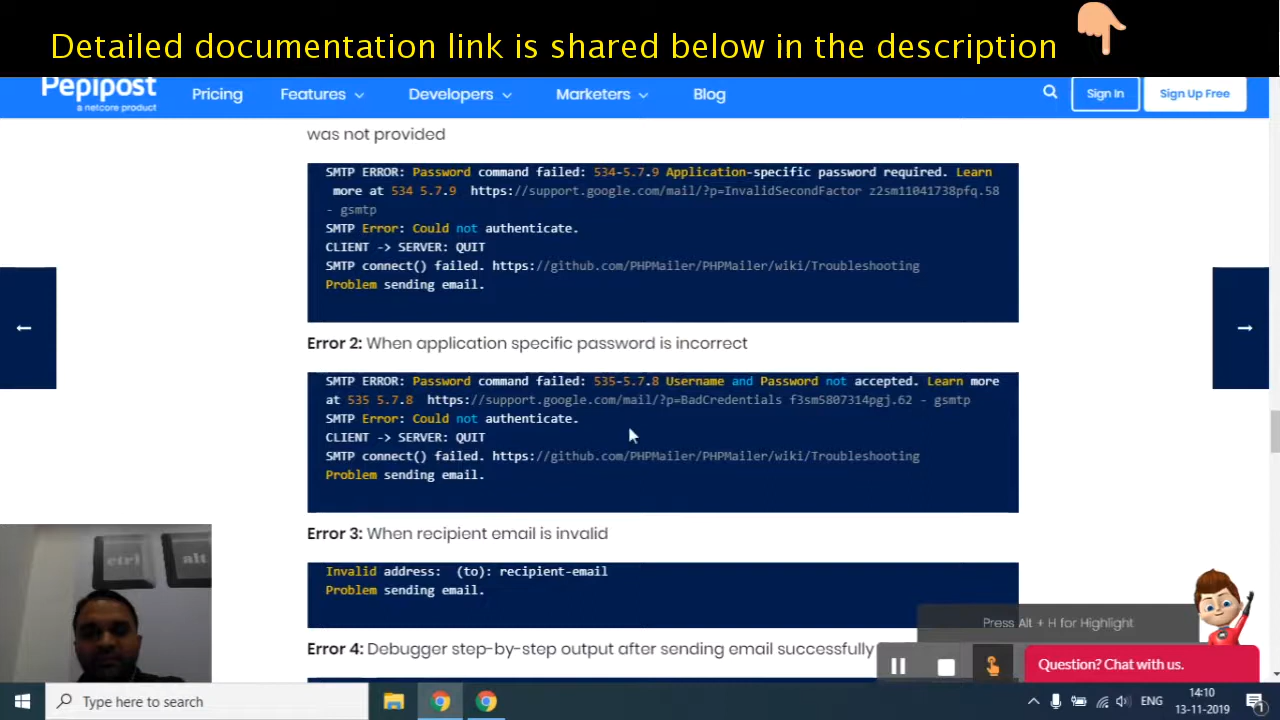 Detailed documentation link is shared below in the description
Pepipost
a netcore product
Pricing
Features
Developers
Marketers
Blog
Sign In
Sign Up Free
was not provided
SMTP ERROR: Password command failed: 534-5.7.9 Application-specific password required. Learn
more at 534 5.7.9  https://support.google.com/mail/?p=InvalidSecondFactor z2sm11041738pfq.58
- gsmtp
SMTP Error: Could not authenticate.
CLIENT -> SERVER: QUIT
SMTP connect() failed. https://github.com/PHPMailer/PHPMailer/wiki/Troubleshooting
Problem sending email.
Error 2: When application specific password is incorrect
SMTP ERROR: Password command failed: 535-5.7.8 Username and Password not accepted. Learn more
at 535 5.7.8  https://support.google.com/mail/?p=BadCredentials f3sm5807314pgj.62 - gsmtp
SMTP Error: Could not authenticate.
CLIENT -> SERVER: QUIT
SMTP connect() failed. https://github.com/PHPMailer/PHPMailer/wiki/Troubleshooting
Problem sending email.
Error 3: When recipient email is invalid
Invalid address:  (to): recipient-email
Problem sending email.
Error 4: Debugger step-by-step output after sending email successfully
ctrl
alt
Press Alt + H for Highlight
Question? Chat with us.
Type here to search
ENG
14:10
13-11-2019
1